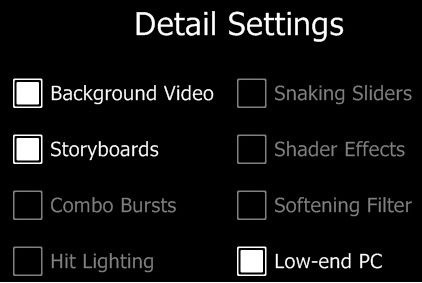 Detail Settings
Background Video
Snaking Sliders
Storyboards
Shader Effects
Combo Bursts
Softening Filter
Hit Lighting
Low-end PC